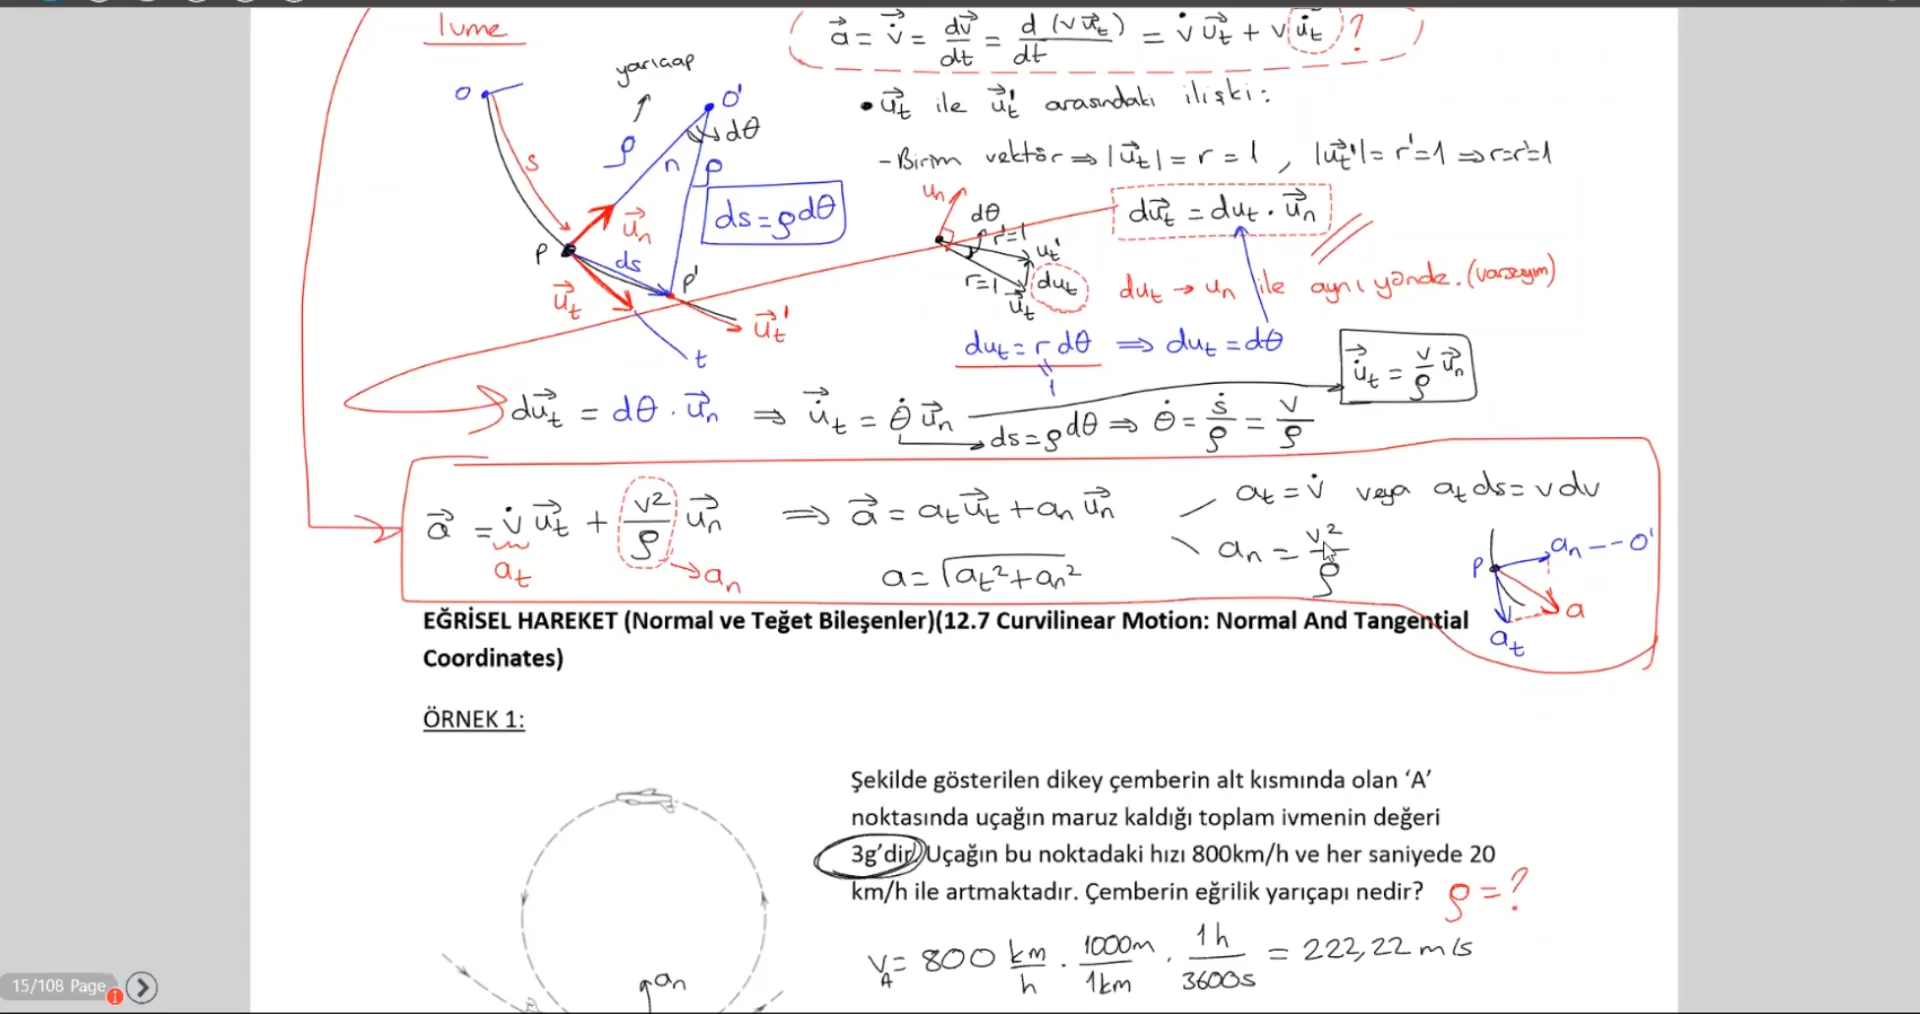 İvme
a⃗ = v⃗̇ = dv⃗/dt = d(v u⃗t)/dt = v̇ u⃗t + v u⃗̇t ?
yarıçap
O
O'
dθ
ρ
n
ρ
s
ds = ρdθ
u⃗n
P
ds
P'
u⃗t
u⃗t'
t
• u⃗t ile u⃗t' arasındaki ilişki:
- Birim vektör ⇒ |u⃗t| = r = 1 , |u⃗t'| = r' = 1 ⇒ r=r'=1
un
dθ
r'=1
ut'
r=1
dut
u⃗t
du⃗t = dut . u⃗n
dut → un ile aynı yönde. (varsayım)
dut = r dθ ⇒ dut = dθ
1
u⃗̇t = v/ρ u⃗n
du⃗t = dθ . u⃗n ⇒ u⃗̇t = θ̇ u⃗n
ds = ρdθ ⇒ θ̇ = ṡ/ρ = v/ρ
a⃗ = v̇ u⃗t + v²/ρ u⃗n ⇒ a⃗ = at u⃗t + an u⃗n
at
an
a = √at² + an²
at = v̇ veya at ds = v dv
an = v²/ρ
P
an -- O'
a
at
EĞRİSEL HAREKET (Normal ve Teğet Bileşenler)(12.7 Curvilinear Motion: Normal And Tangential
Coordinates)
ÖRNEK 1:
Şekilde gösterilen dikey çemberin alt kısmında olan ‘A’
noktasında uçağın maruz kaldığı toplam ivmenin değeri
3g’dir. Uçağın bu noktadaki hızı 800km/h ve her saniyede 20
km/h ile artmaktadır. Çemberin eğrilik yarıçapı nedir? ρ = ?
vA = 800 km/h . 1000m/1km . 1h/3600s = 222,22 m/s
an
15/108 Page